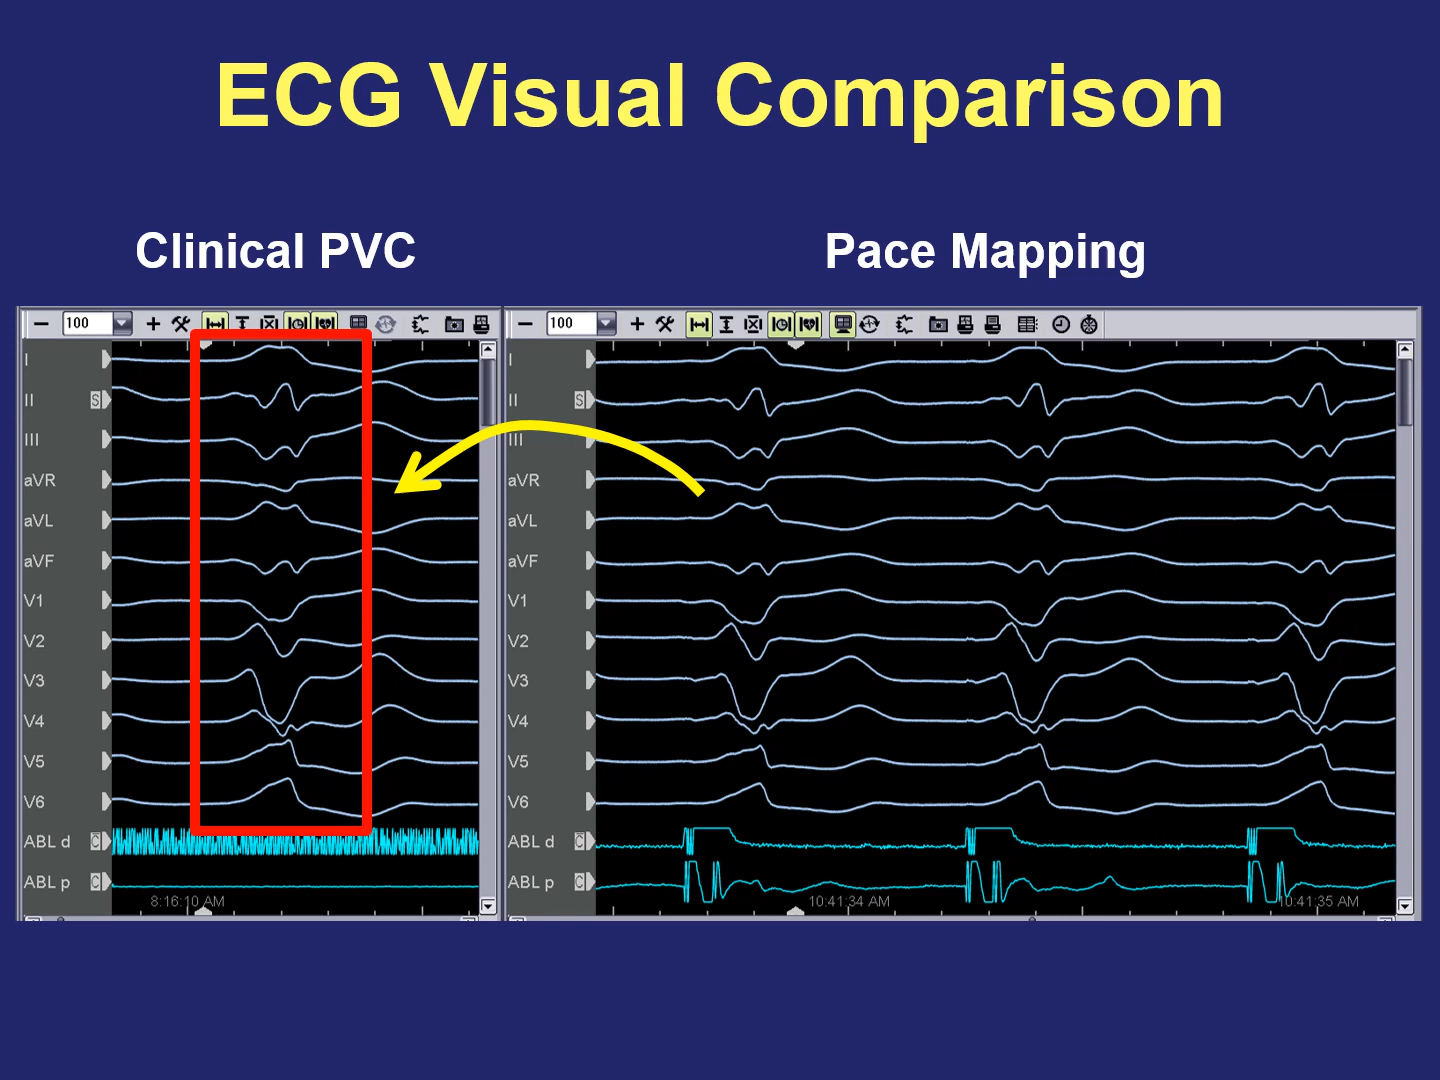 ECG Visual Comparison
Clinical PVC
Pace Mapping
100
I
II S
III
aVR
aVL
aVF
V1
V2
V3
V4
V5
V6
ABL d C
ABL p C
8:16:10 AM
100
I
II S
III
aVR
aVL
aVF
V1
V2
V3
V4
V5
V6
ABL d C
ABL p C
10:41:34 AM
10:41:35 AM